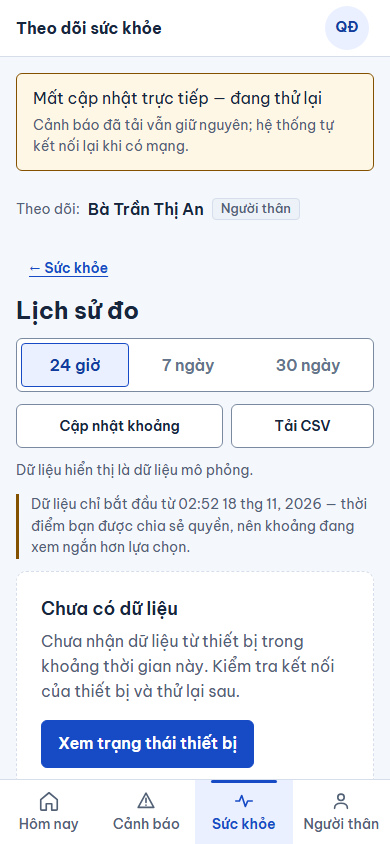 Theo dõi sức khỏe
QĐ
Mất cập nhật trực tiếp — đang thử lại
Cảnh báo đã tải vẫn giữ nguyên; hệ thống tự
kết nối lại khi có mạng.
Theo dõi: Bà Trần Thị An Người thân
← Sức khỏe
Lịch sử đo
24 giờ 7 ngày 30 ngày
Cập nhật khoảng Tải CSV
Dữ liệu hiển thị là dữ liệu mô phỏng.
Dữ liệu chỉ bắt đầu từ 02:52 18 thg 11, 2026 — thời
điểm bạn được chia sẻ quyền, nên khoảng đang
xem ngắn hơn lựa chọn.
Chưa có dữ liệu
Chưa nhận dữ liệu từ thiết bị trong
khoảng thời gian này. Kiểm tra kết nối
của thiết bị và thử lại sau.
Xem trạng thái thiết bị
Hôm nay Cảnh báo Sức khỏe Người thân